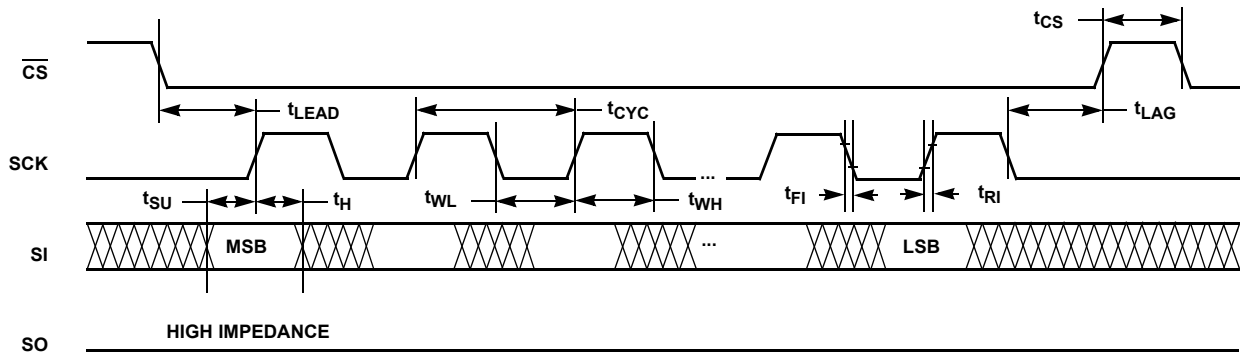 tCS
CS
tLEAD
tCYC
tLAG
SCK
...
tSU
tH
tWL
tWH
tFI
tRI
SI
MSB
...
LSB
HIGH IMPEDANCE
SO